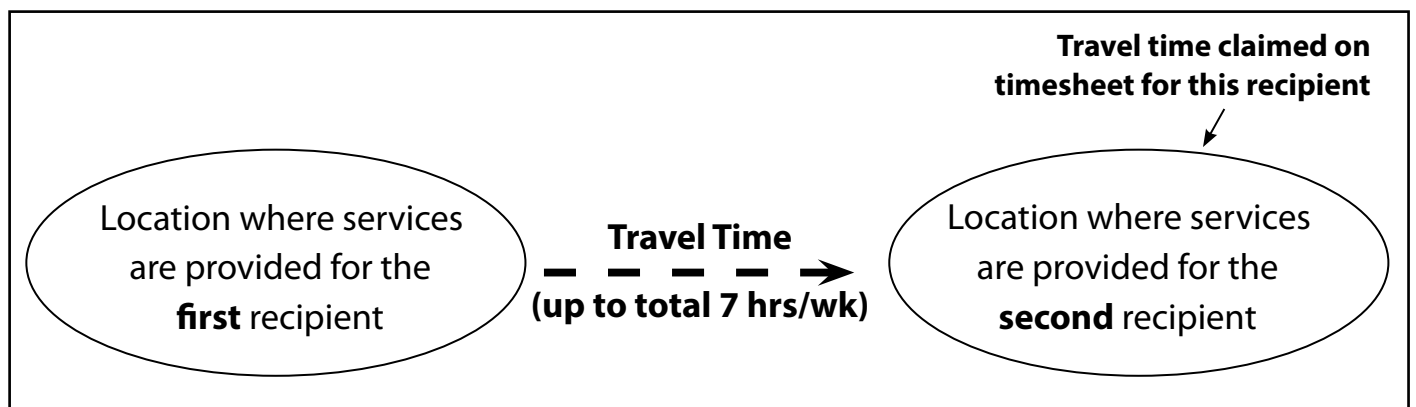 Travel time claimed on
timesheet for this recipient
Location where services
are provided for the
first recipient
Travel Time
(up to total 7 hrs/wk)
Location where services
are provided for the
second recipient